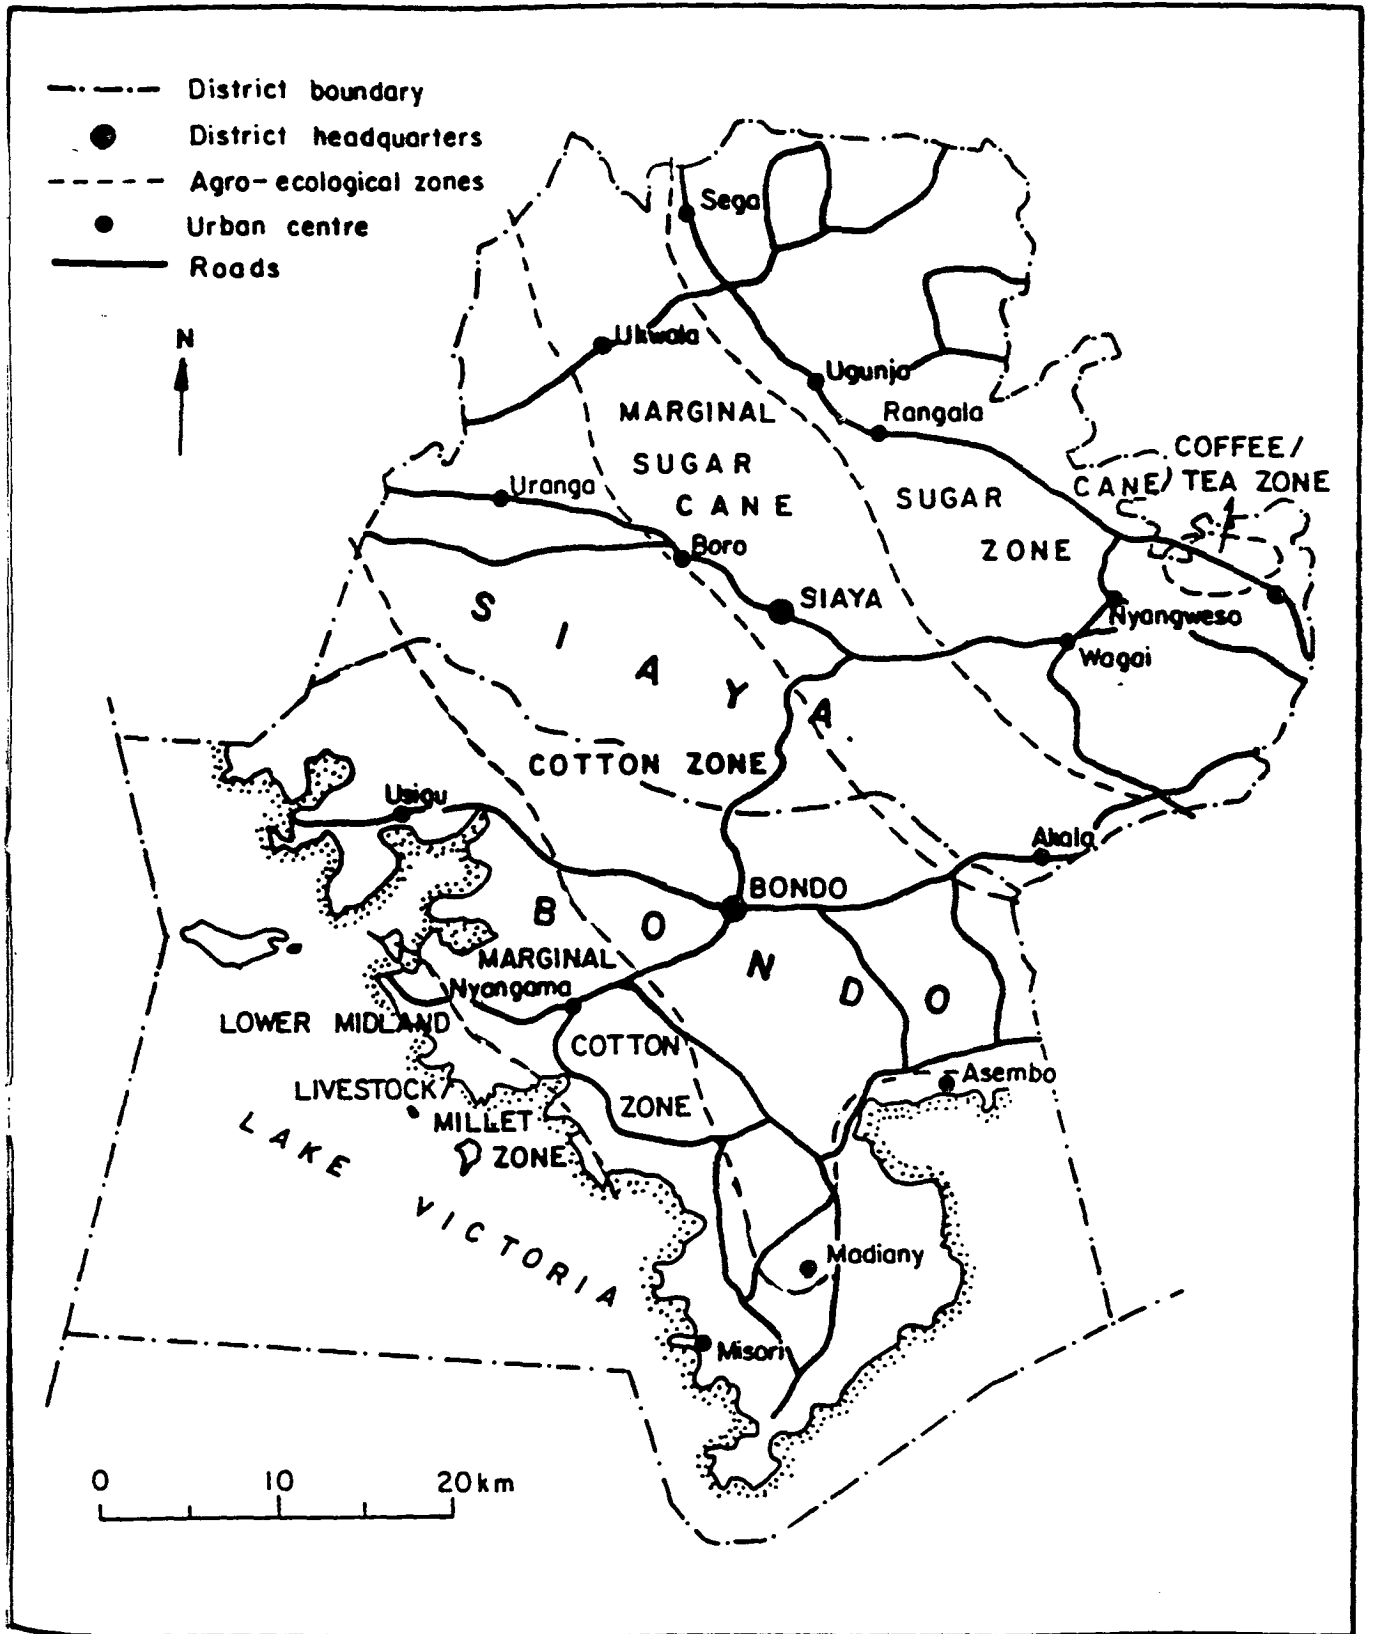 District boundary
District headquarters
Agro-ecological zones
Urban centre
Roads
N
Sega
Ukwala
Ugunja
MARGINAL
Rangala
SUGAR
COFFEE/
CANE/ TEA ZONE
Uranga
CANE
SUGAR
ZONE
Boro
SIAYA
Nyangweso
Wagai
SIAYA
COTTON ZONE
Usigu
Akala
BONDO
BONDO
MARGINAL
Nyangoma
LOWER MIDLAND
COTTON
LIVESTOCK/
ZONE
Asembo
MILLET
ZONE
LAKE VICTORIA
Madiany
Misori
0 10 20km